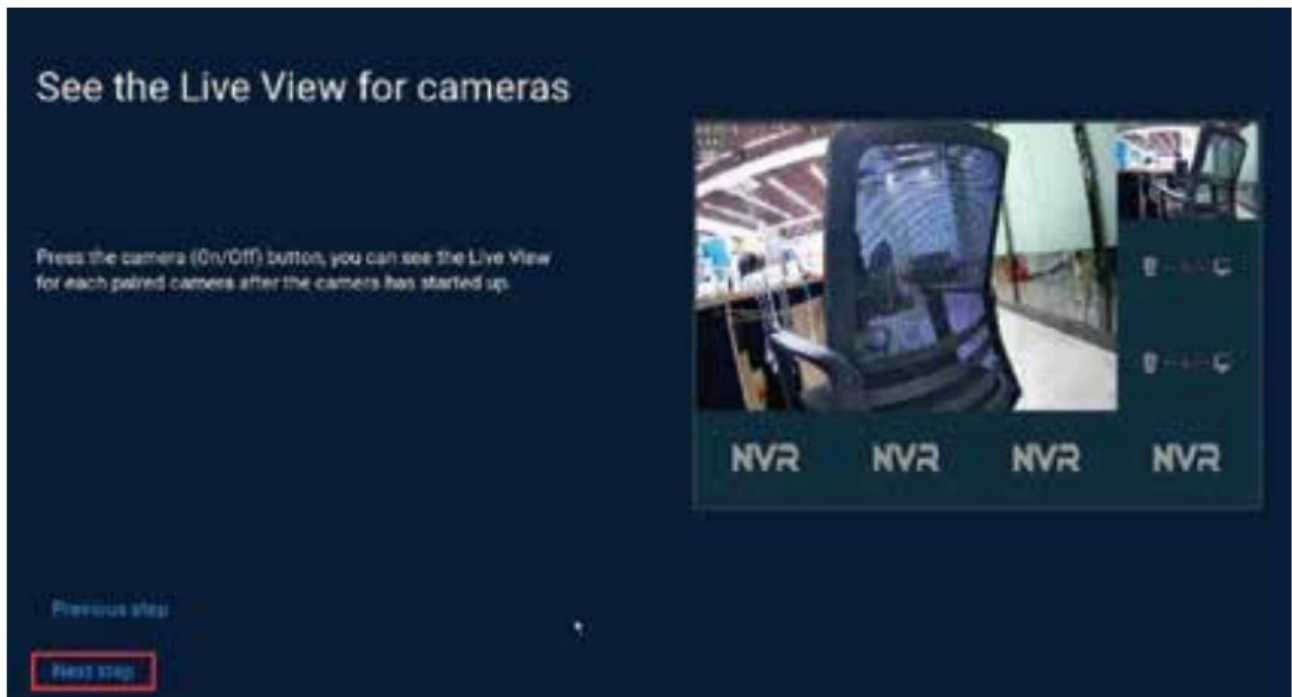 See the Live View for cameras
Press the camera (On/Off) button, you can see the Live View
for each paired camera after the camera has started up.
NVR NVR NVR NVR
Previous step
Next step